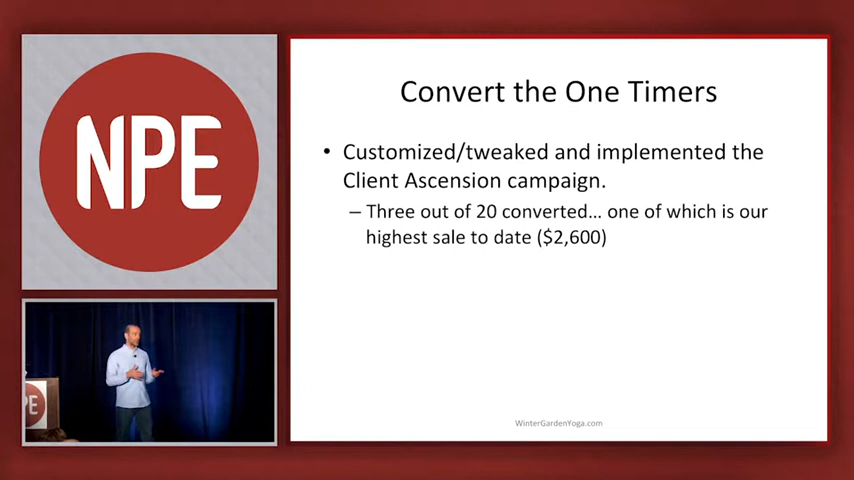 NPE
Convert the One Timers
• Customized/tweaked and implemented the
Client Ascension campaign.
– Three out of 20 converted… one of which is our
highest sale to date ($2,600)
PE
WinterGardenYoga.com